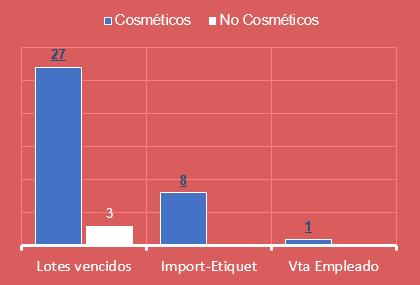 Cosméticos No Cosméticos
27
3
8
1
Lotes vencidos Import-Etiquet Vta Empleado